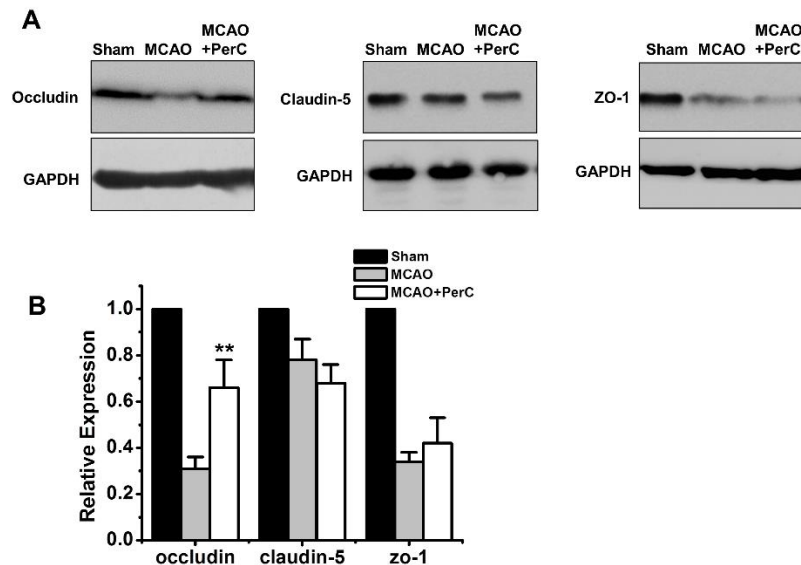 A
Sham MCAO MCAO +PerC
Occludin
GAPDH
Sham MCAO MCAO +PerC
Claudin-5
GAPDH
Sham MCAO MCAO +PerC
ZO-1
GAPDH
B
Sham
MCAO
MCAO+PerC
Relative Expression
1.0
0.8
0.6
0.4
0.2
0.0
**
occludin claudin-5 zo-1